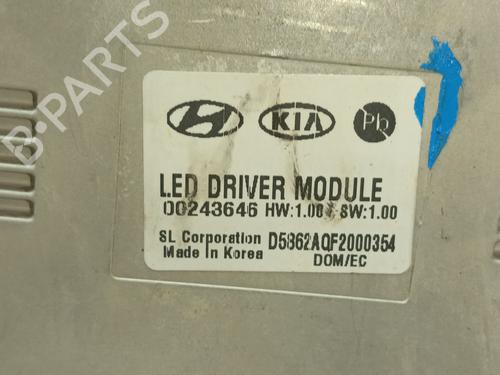 B-PARTS
KIA Pb
LED DRIVER MODULE
00243646 HW:1.00 SW:1.00
SL Corporation D5862AQF2000354
Made In Korea DOM/EC